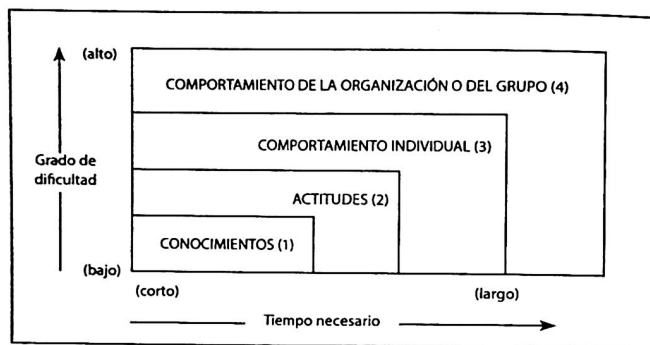 (alto)
COMPORTAMIENTO DE LA ORGANIZACIÓN O DEL GRUPO (4)
COMPORTAMIENTO INDIVIDUAL (3)
Grado de
dificultad
ACTITUDES (2)
CONOCIMIENTOS (1)
(bajo)
(corto)
(largo)
Tiempo necesario